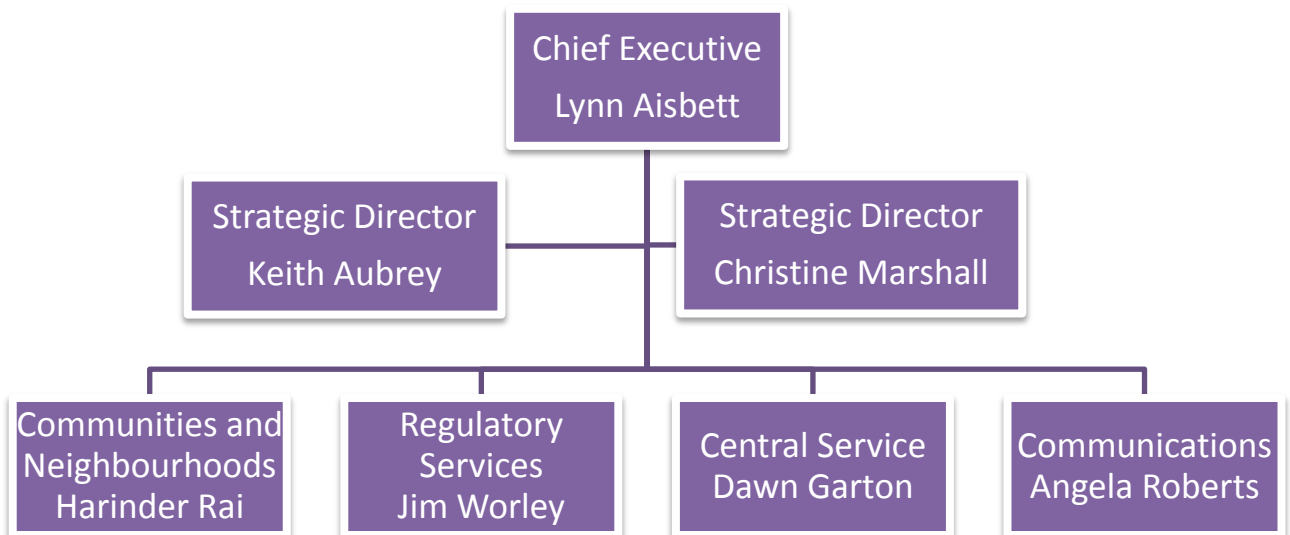 Chief Executive
Lynn Aisbett
Strategic Director
Keith Aubrey
Strategic Director
Christine Marshall
Communities and
Neighbourhoods
Harinder Rai
Regulatory
Services
Jim Worley
Central Service
Dawn Garton
Communications
Angela Roberts